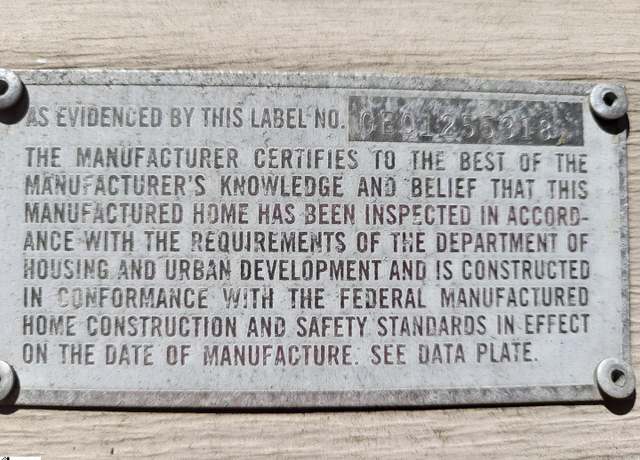 AS EVIDENCED BY THIS LABEL NO.
THE MANUFACTURER CERTIFIES TO THE BEST OF THE
MANUFACTURER'S KNOWLEDGE AND BELIEF THAT THIS
MANUFACTURED HOME HAS BEEN INSPECTED IN ACCORD-
ANCE WITH THE REQUIREMENTS OF THE DEPARTMENT OF
HOUSING AND URBAN DEVELOPMENT AND IS CONSTRUCTED
IN CONFORMANCE WITH THE FEDERAL MANUFACTURED
HOME CONSTRUCTION AND SAFETY STANDARDS IN EFFECT
ON THE DATE OF MANUFACTURE. SEE DATA PLATE.